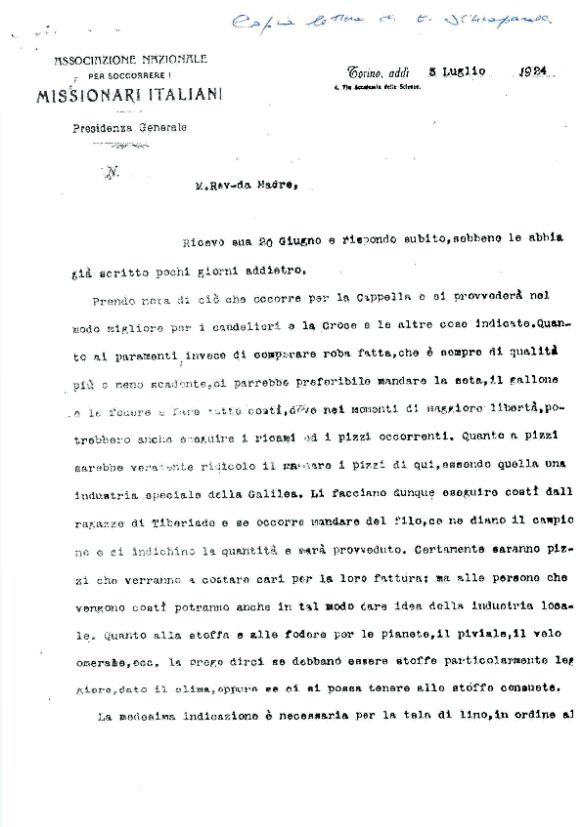 Copia lettera di E. Schiaparelli
ASSOCIAZIONE NAZIONALE
PER SOCCORRERE I
MISSIONARI ITALIANI
Presidenza Generale
N.
Torino, addì 3 Luglio 1924
4, Via Accademia delle Scienze.
M.Rev-da Madre,
Ricevo sua 20 Giugno e rispondo subito,sebbene le abbia
già scritto pochi giorni addietro.
Prendo nota di ciò che occorre per la Cappella e si provvederà nel
modo migliore per i candelieri e la Croce e le altre cose indicate.Quan-
to ai paramenti,invece di comperare roba fatta,che è sempre di qualità
più o meno scadente,ci parrebbe preferibile mandare la seta,il gallone
e le fodere e fare tutto costì,dove nei momenti di maggiore libertà,po-
trebbero anche eseguire i ricami ed i pizzi occorrenti. Quanto a pizzi
sarebbe veramente ridicolo il mandare i pizzi di qui,essendo quella una
industria speciale della Galilea. Li facciano dunque eseguire costì dall
ragazze di Tiberiade e se occorre mandare del filo,ce ne diano il campio
ne e ci indichino la quantità e sarà provveduto. Certamente saranno piz-
zi che verranno a costare cari per la loro fattura; ma alle persone che
vengono costì potranno anche in tal modo dare idea della industria loca-
le. Quanto alla stoffa e alle fodere per le pianete,il piviale,il velo
omerale,ecc. la prego dirci se debbano essere stoffe particolarmente leg
giere,dato il clima,oppure se ci si possa tenere alle stoffe consuete.
La medesima indicazione è necessaria per la tela di lino,in ordine al